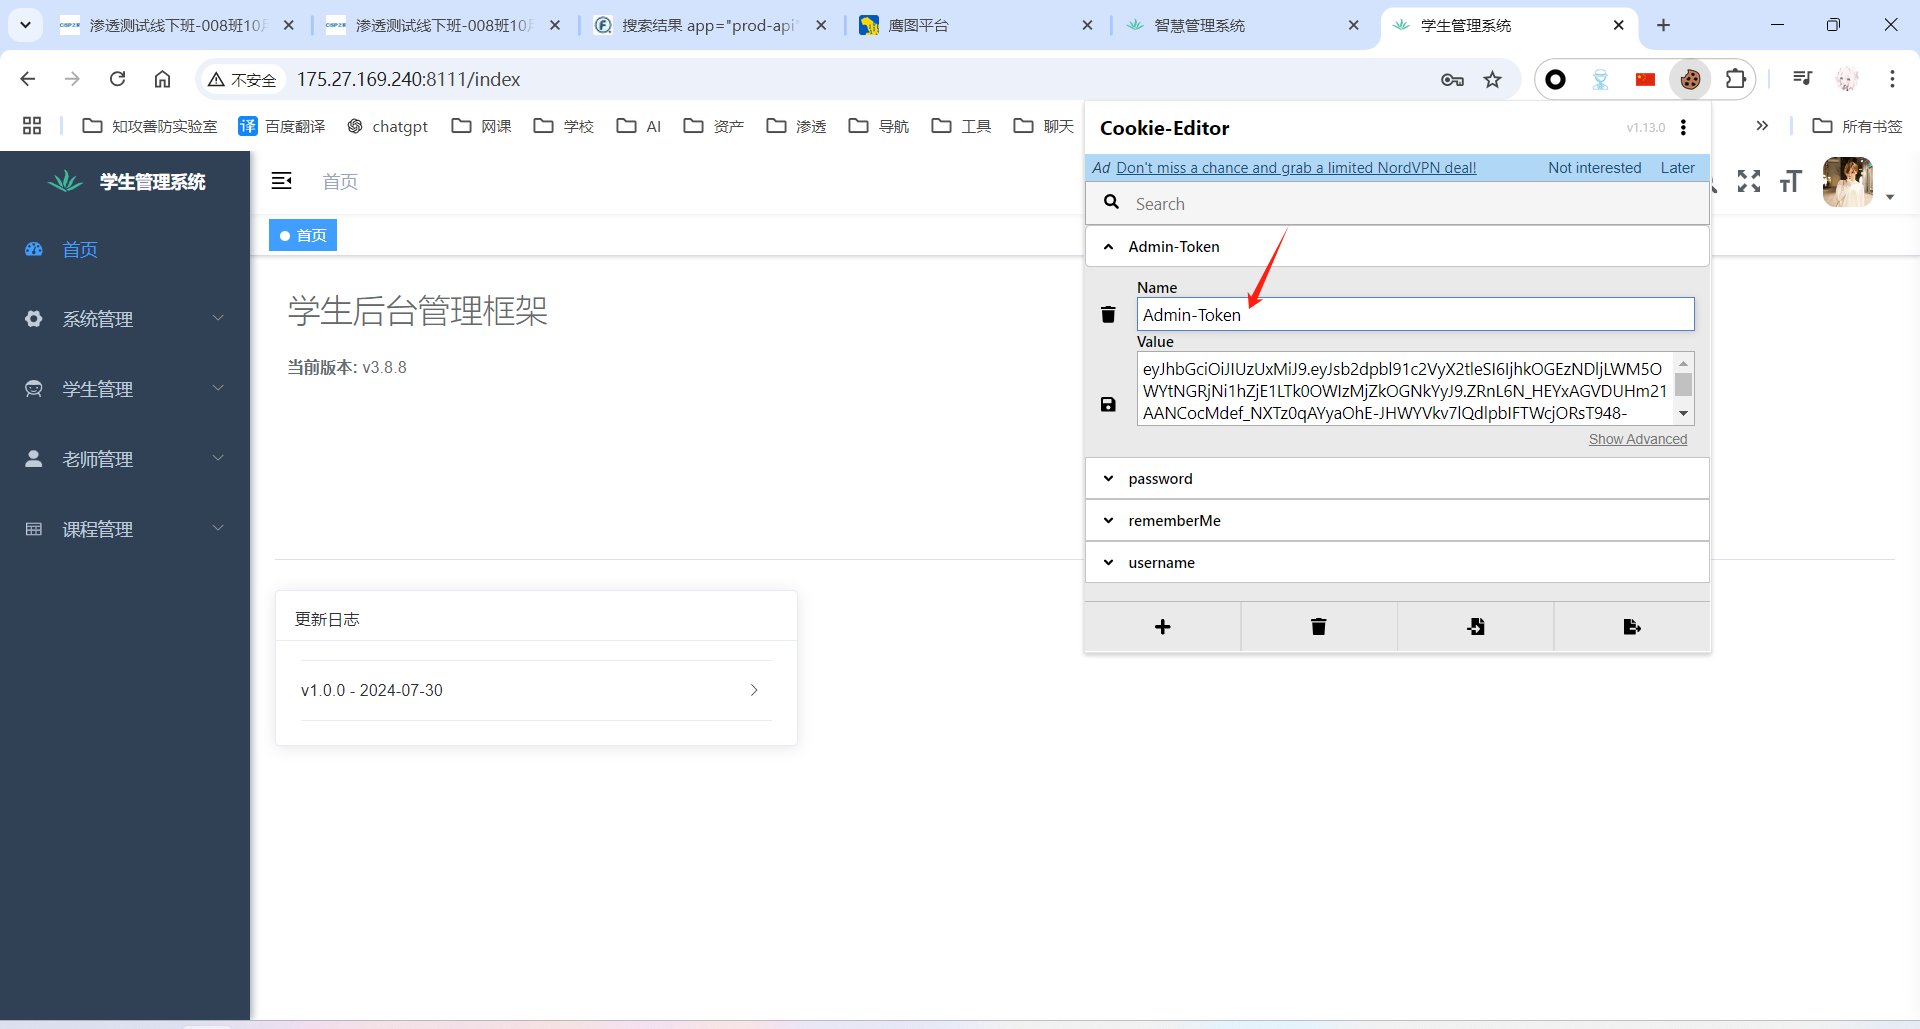 渗透测试线下班-008班10月
渗透测试线下班-008班10月
搜索结果 app="prod-api"
鹰图平台
智慧管理系统
学生管理系统
不安全
175.27.169.240:8111/index
知攻善防实验室
译 百度翻译
chatgpt
网课
学校
AI
资产
渗透
导航
工具
聊天
所有书签
学生管理系统
首页
系统管理
学生管理
老师管理
课程管理
首页
首页
学生后台管理框架
当前版本: v3.8.8
更新日志
v1.0.0 - 2024-07-30
Cookie-Editor
v1.13.0
Ad Don't miss a chance and grab a limited NordVPN deal!
Not interested
Later
Search
Admin-Token
Name
Admin-Token
Value
eyJhbGciOiJIUzUxMiJ9.eyJsb2dpbl91c2VyX2tleSI6IjhkOGEzNDljLWM5O
WYtNGRjNi1hZjE1LTk0OWIzMjZkOGNkYyJ9.ZRnL6N_HEYxAGVDUHm21
AANCocMdef_NXTz0qAYyaOhE-JHWYVkv7lQdlpbIFTWcjORsT948-
Show Advanced
password
rememberMe
username